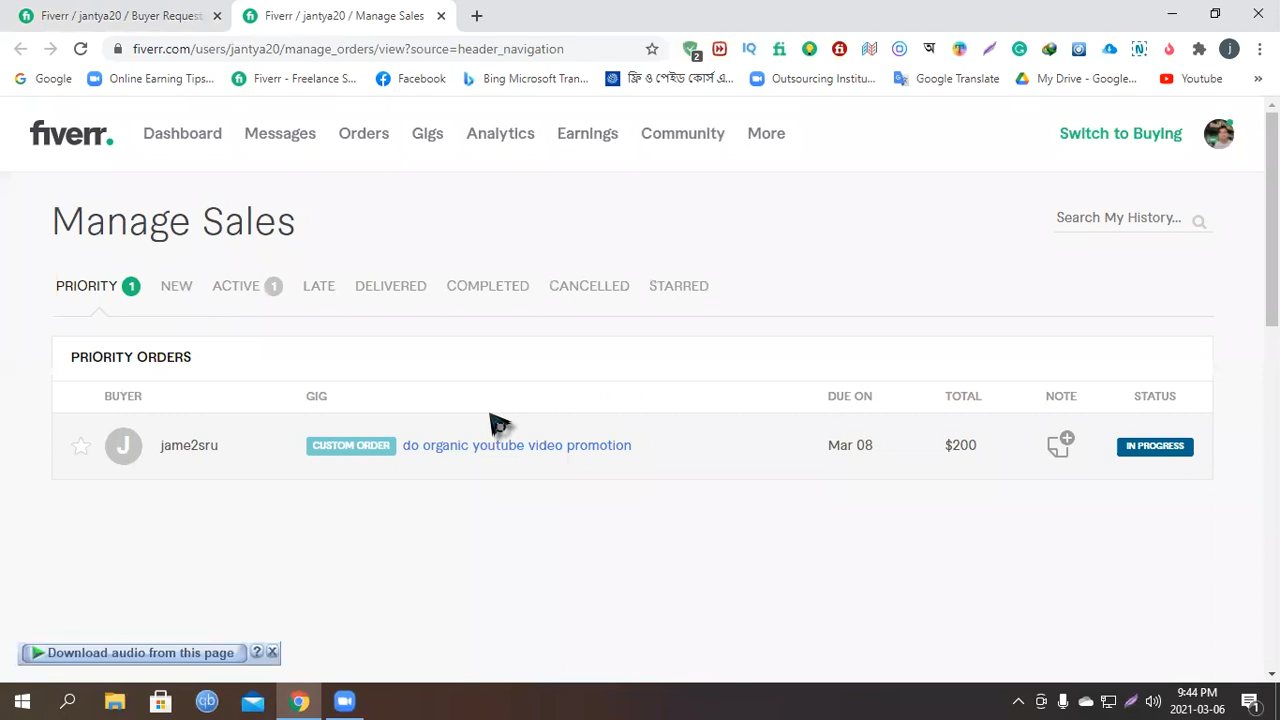 Fiverr / jantya20 / Buyer Request
Fiverr / jantya20 / Manage Sales
fiverr.com/users/jantya20/manage_orders/view?source=header_navigation
2
IQ
অ
N
j
Google
Online Earning Tips...
Fiverr - Freelance S...
Facebook
Bing Microsoft Tran...
ফ্রি ও পেইড কোর্স এ...
Outsourcing Institu...
Google Translate
My Drive - Google...
Youtube
»
fiverr.
Dashboard
Messages
Orders
Gigs
Analytics
Earnings
Community
More
Switch to Buying
Manage Sales
Search My History...
PRIORITY 1
NEW
ACTIVE 1
LATE
DELIVERED
COMPLETED
CANCELLED
STARRED
PRIORITY ORDERS
BUYER
GIG
DUE ON
TOTAL
NOTE
STATUS
J
jame2sru
CUSTOM ORDER
do organic youtube video promotion
Mar 08
$200
IN PROGRESS
Download audio from this page
?
qb
9:44 PM
2021-03-06
1